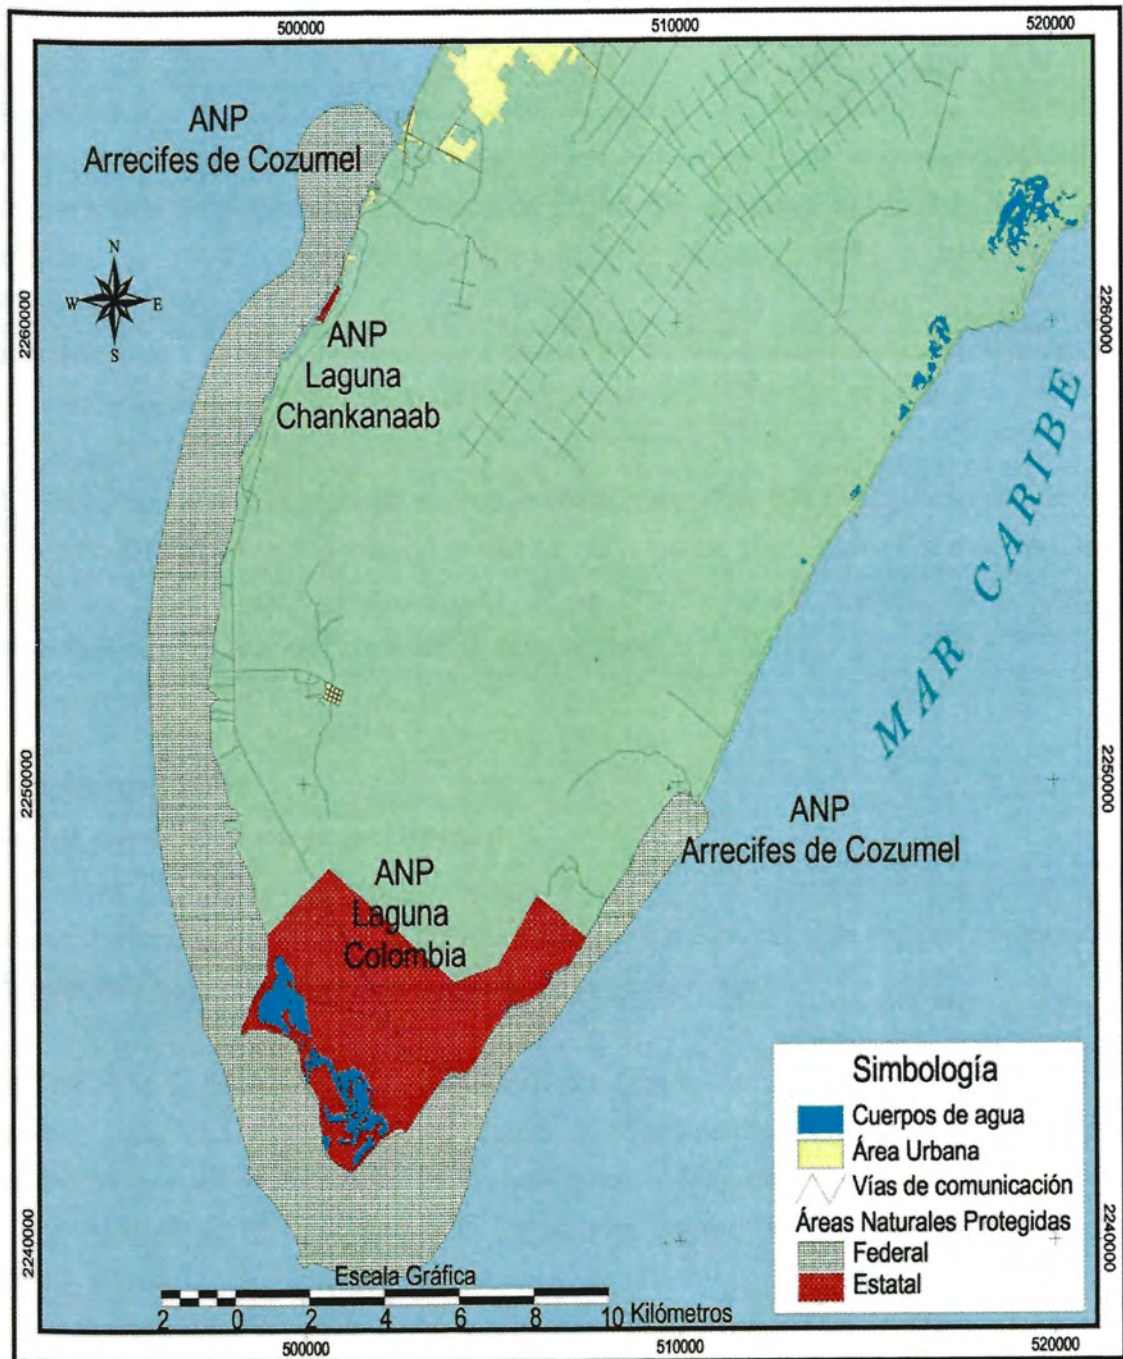 500000
510000
520000
ANP
Arrecifes de Cozumel
N
W
E
S
2260000
2260000
ANP
Laguna
Chankanaab
MAR CARIBE
2250000
2250000
ANP
Arrecifes de Cozumel
ANP
Laguna
Colombia
Simbología
Cuerpos de agua
Área Urbana
Vías de comunicación
Áreas Naturales Protegidas
Federal
Estatal
2240000
2240000
Escala Gráfica
2 0 2 4 6 8 10 Kilómetros
500000
510000
520000